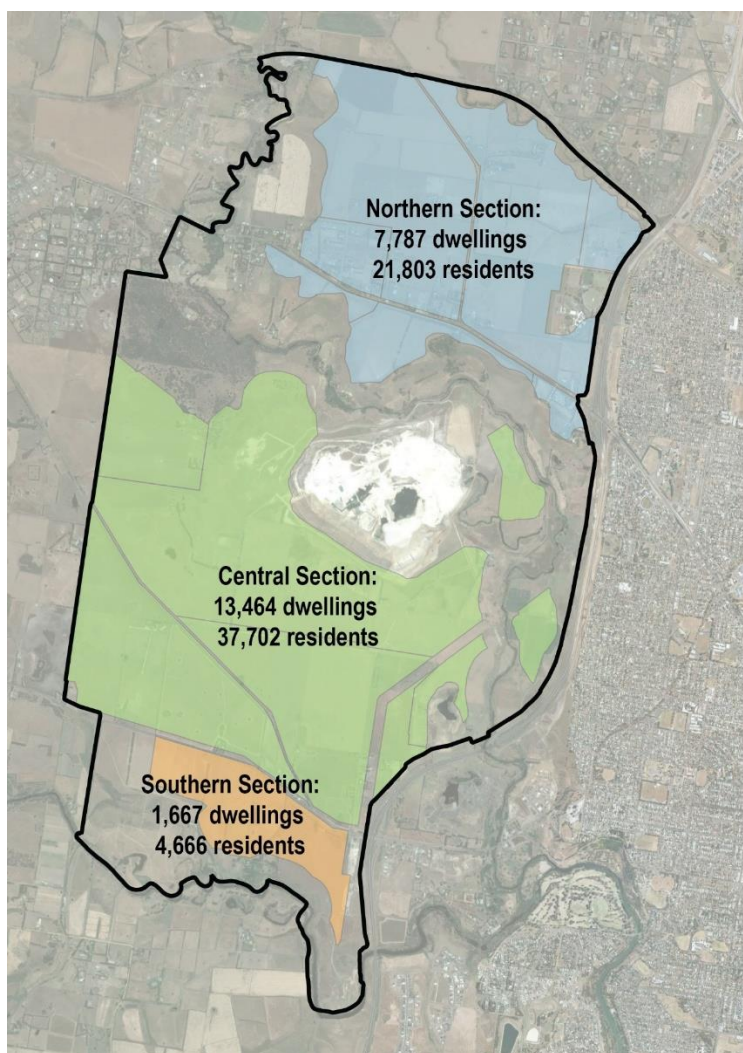 Northern Section:
7,787 dwellings
21,803 residents
Central Section:
13,464 dwellings
37,702 residents
Southern Section:
1,667 dwellings
4,666 residents